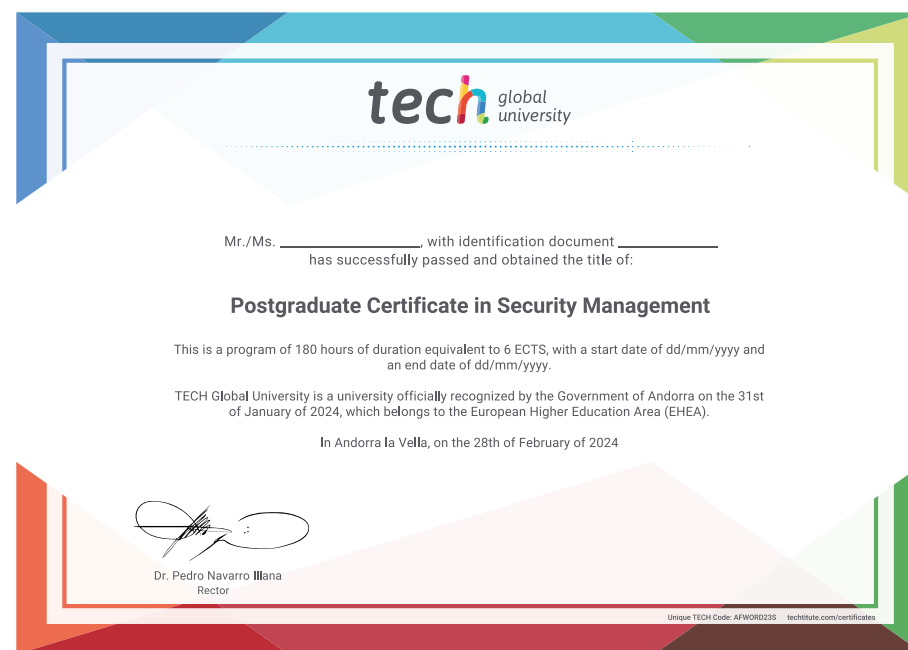 tech global university
Mr./Ms. ____________, with identification document ____________
has successfully passed and obtained the title of:
Postgraduate Certificate in Security Management
This is a program of 180 hours of duration equivalent to 6 ECTS, with a start date of dd/mm/yyyy and
an end date of dd/mm/yyyy.
TECH Global University is a university officially recognized by the Government of Andorra on the 31st
of January of 2024, which belongs to the European Higher Education Area (EHEA).
In Andorra la Vella, on the 28th of February of 2024
Dr. Pedro Navarro Illana
Rector
Unique TECH Code: AFWORD23S techtitute.com/certificates